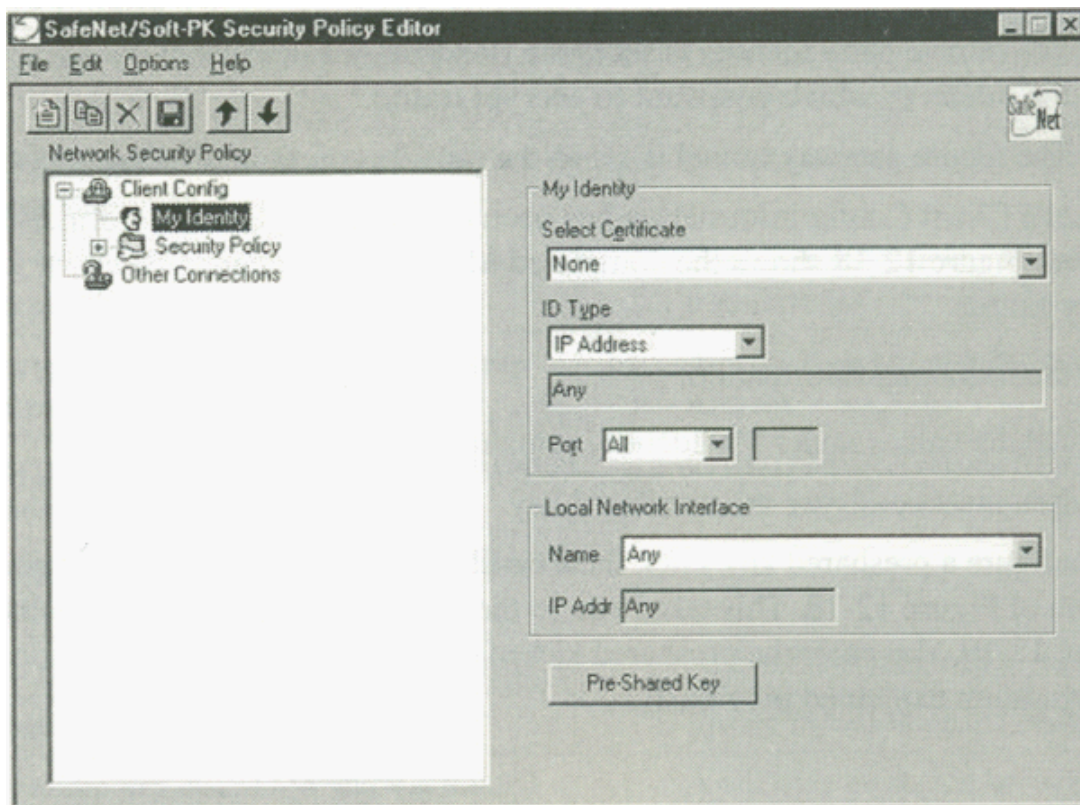 SafeNet/Soft-PK Security Policy Editor
File Edit Options Help
Safe Net
Network Security Policy
Client Config
My Identity
Security Policy
Other Connections
My Identity
Select Certificate
None
ID Type
IP Address
Any
Port All
Local Network Interface
Name Any
IP Addr Any
Pre-Shared Key